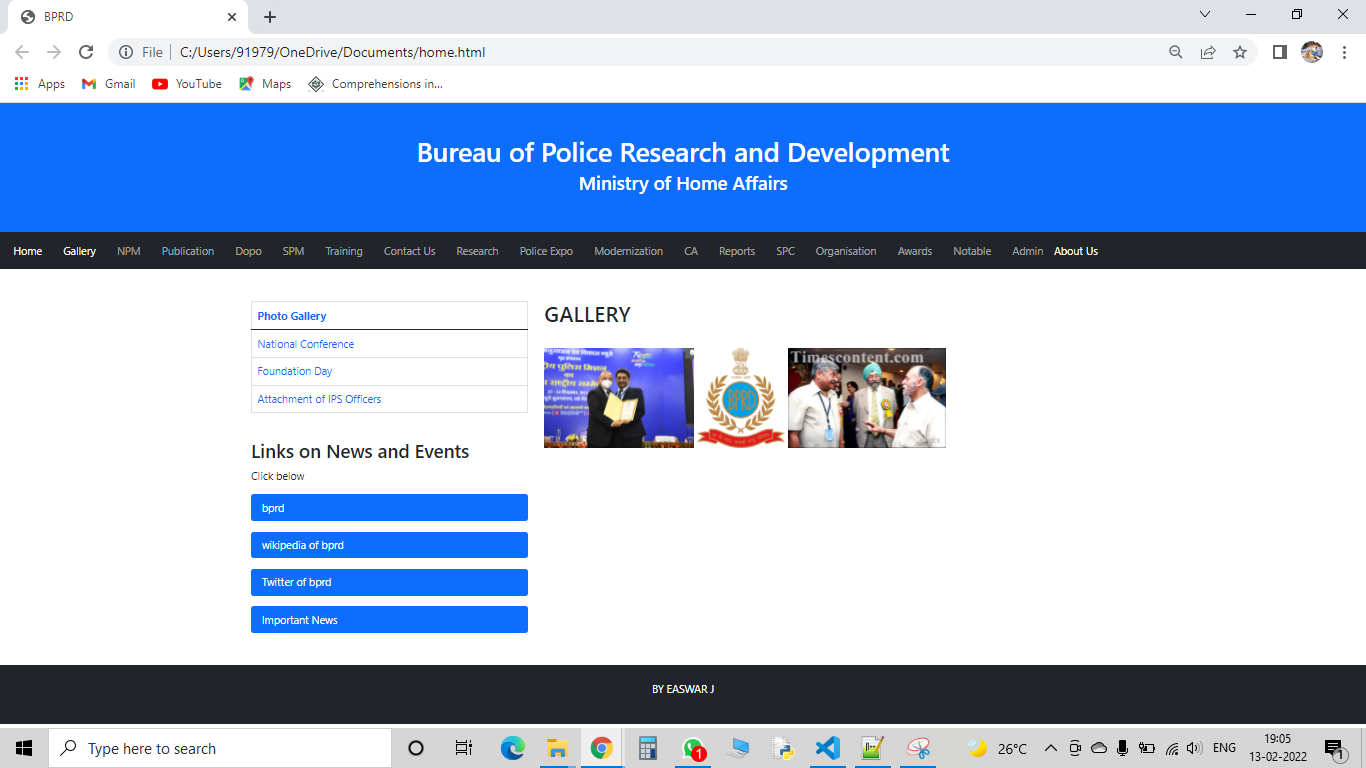 BPRD
File
C:/Users/91979/OneDrive/Documents/home.html
Apps Gmail YouTube Maps Comprehensions in...
Bureau of Police Research and Development
Ministry of Home Affairs
Home Gallery NPM Publication Dopo SPM Training Contact Us Research Police Expo Modernization CA Reports SPC Organisation Awards Notable Admin About Us
Photo Gallery
National Conference
Foundation Day
Attachment of IPS Officers
Links on News and Events
Click below
bprd
wikipedia of bprd
Twitter of bprd
Important News
GALLERY
BPRD
Timescontent.com
BY EASWAR J
Type here to search
1
26°C
ENG
19:05
13-02-2022
1